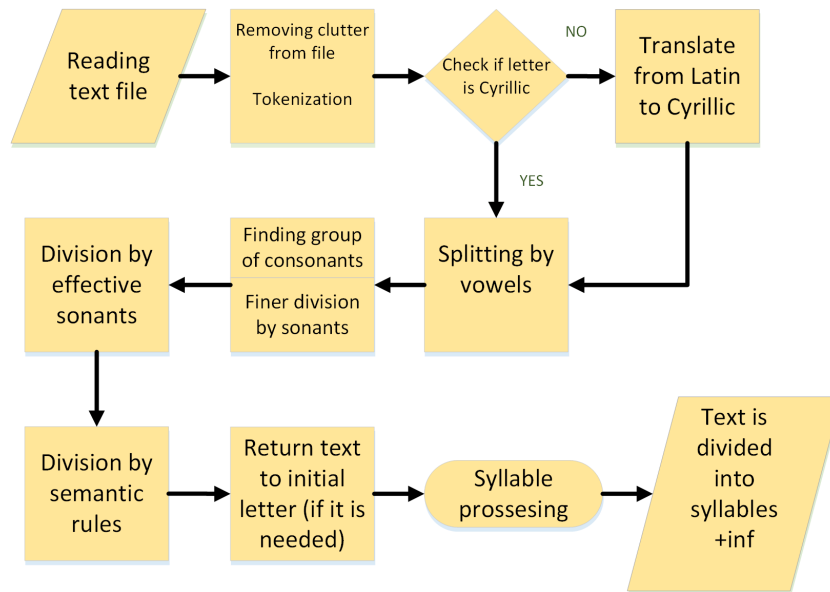 Reading
text file
Removing clutter
from file
Tokenization
Check if letter
is Cyrillic
NO
Translate
from Latin
to Cyrillic
YES
Division by
effective
sonants
Finding group
of consonants
Finer division
by sonants
Splitting by
vowels
Division by
semantic
rules
Return text
to initial
letter (if it is
needed)
Syllable
prossesing
Text is
divided
into
syllables
+inf